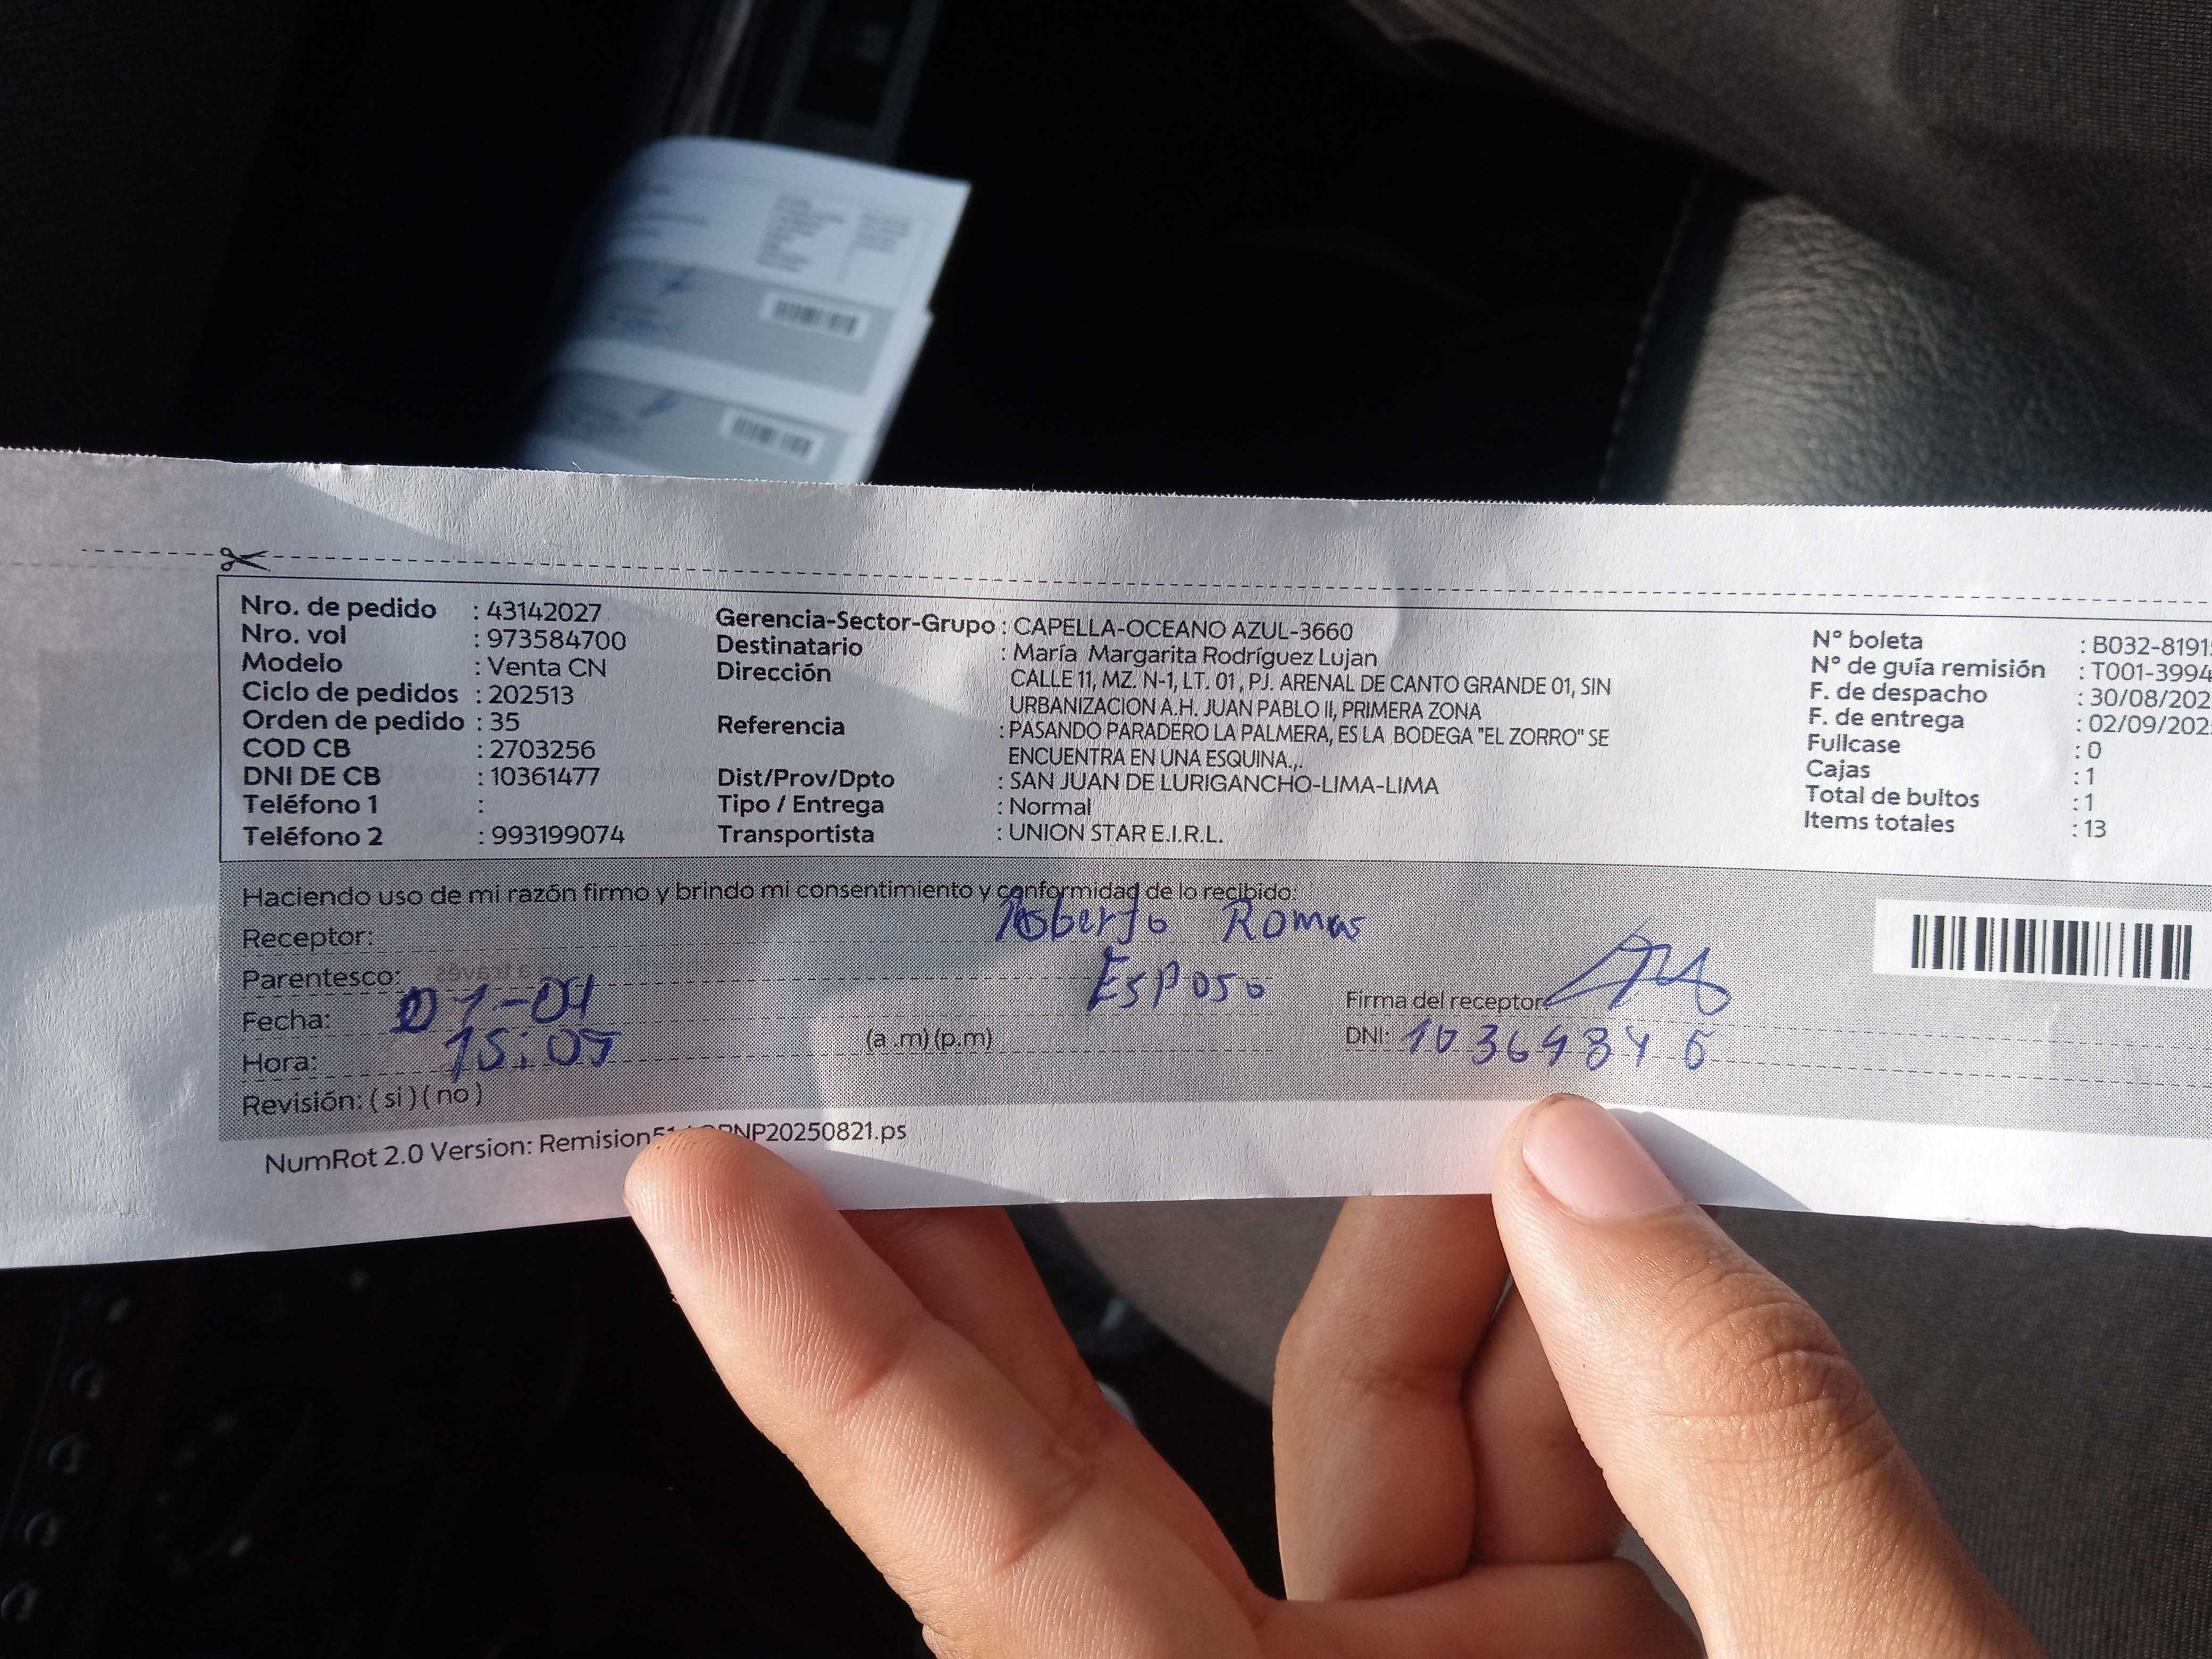 Nro. de pedido : 43142027
Nro. vol : 973584700
Modelo : Venta CN
Ciclo de pedidos : 202513
Orden de pedido : 35
COD CB : 2703256
DNI DE CB : 10361477
Teléfono 1 :
Teléfono 2 : 993199074
Gerencia-Sector-Grupo : CAPELLA-OCEANO AZUL-3660
Destinatario : María Margarita Rodríguez Lujan
Dirección CALLE 11, MZ. N-1, LT. 01 , PJ. ARENAL DE CANTO GRANDE 01, SIN
URBANIZACION A.H. JUAN PABLO II, PRIMERA ZONA
Referencia : PASANDO PARADERO LA PALMERA, ES LA BODEGA "EL ZORRO" SE
ENCUENTRA EN UNA ESQUINA.,.
Dist/Prov/Dpto : SAN JUAN DE LURIGANCHO-LIMA-LIMA
Tipo / Entrega : Normal
Transportista : UNION STAR E.I.R.L.
N° boleta : B032-8191
N° de guía remisión : T001-3994
F. de despacho : 30/08/202
F. de entrega : 02/09/202
Fullcase : 0
Cajas : 1
Total de bultos : 1
Items totales : 13
Haciendo uso de mi razón firmo y brindo mi consentimiento y conformidad de lo recibido:
Receptor: Roberto
Parentesco: Esposo
Fecha:
Hora: (a .m) (p.m)
Firma del receptor:
DNI:
Revisión: ( si ) ( no )
NumRot 2.0 Version: PNP20250821.ps